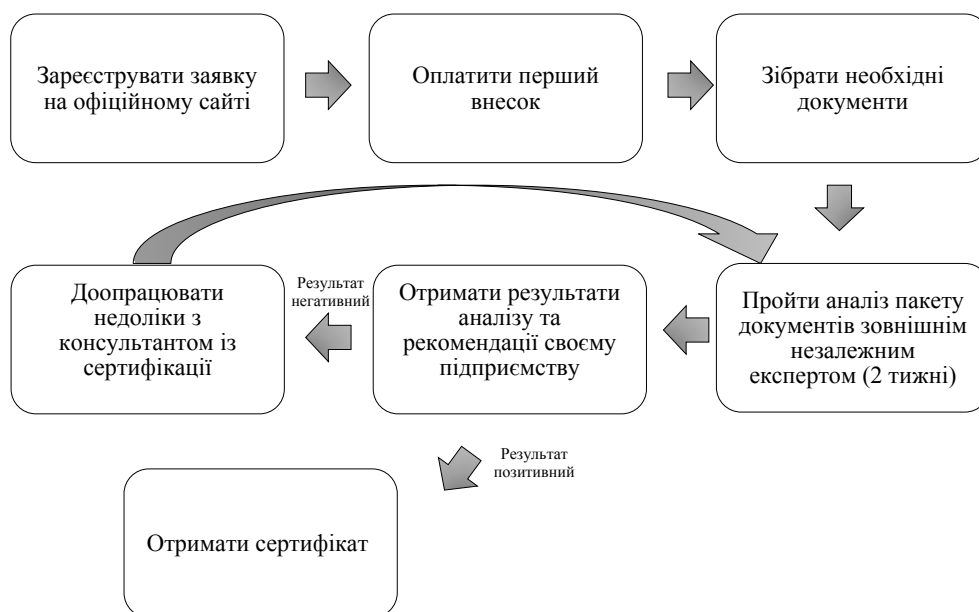 Зареєструвати заявку
на офіційному сайті
Оплатити перший
внесок
Зібрати необхідні
документи
Пройти аналіз пакету
документів зовнішнім
незалежним
експертом (2 тижні)
Отримати результати
аналізу та
рекомендації своєму
підприємству
Результат
негативний
Доопрацювати
недоліки з
консультантом із
сертифікації
Результат
позитивний
Отримати сертифікат